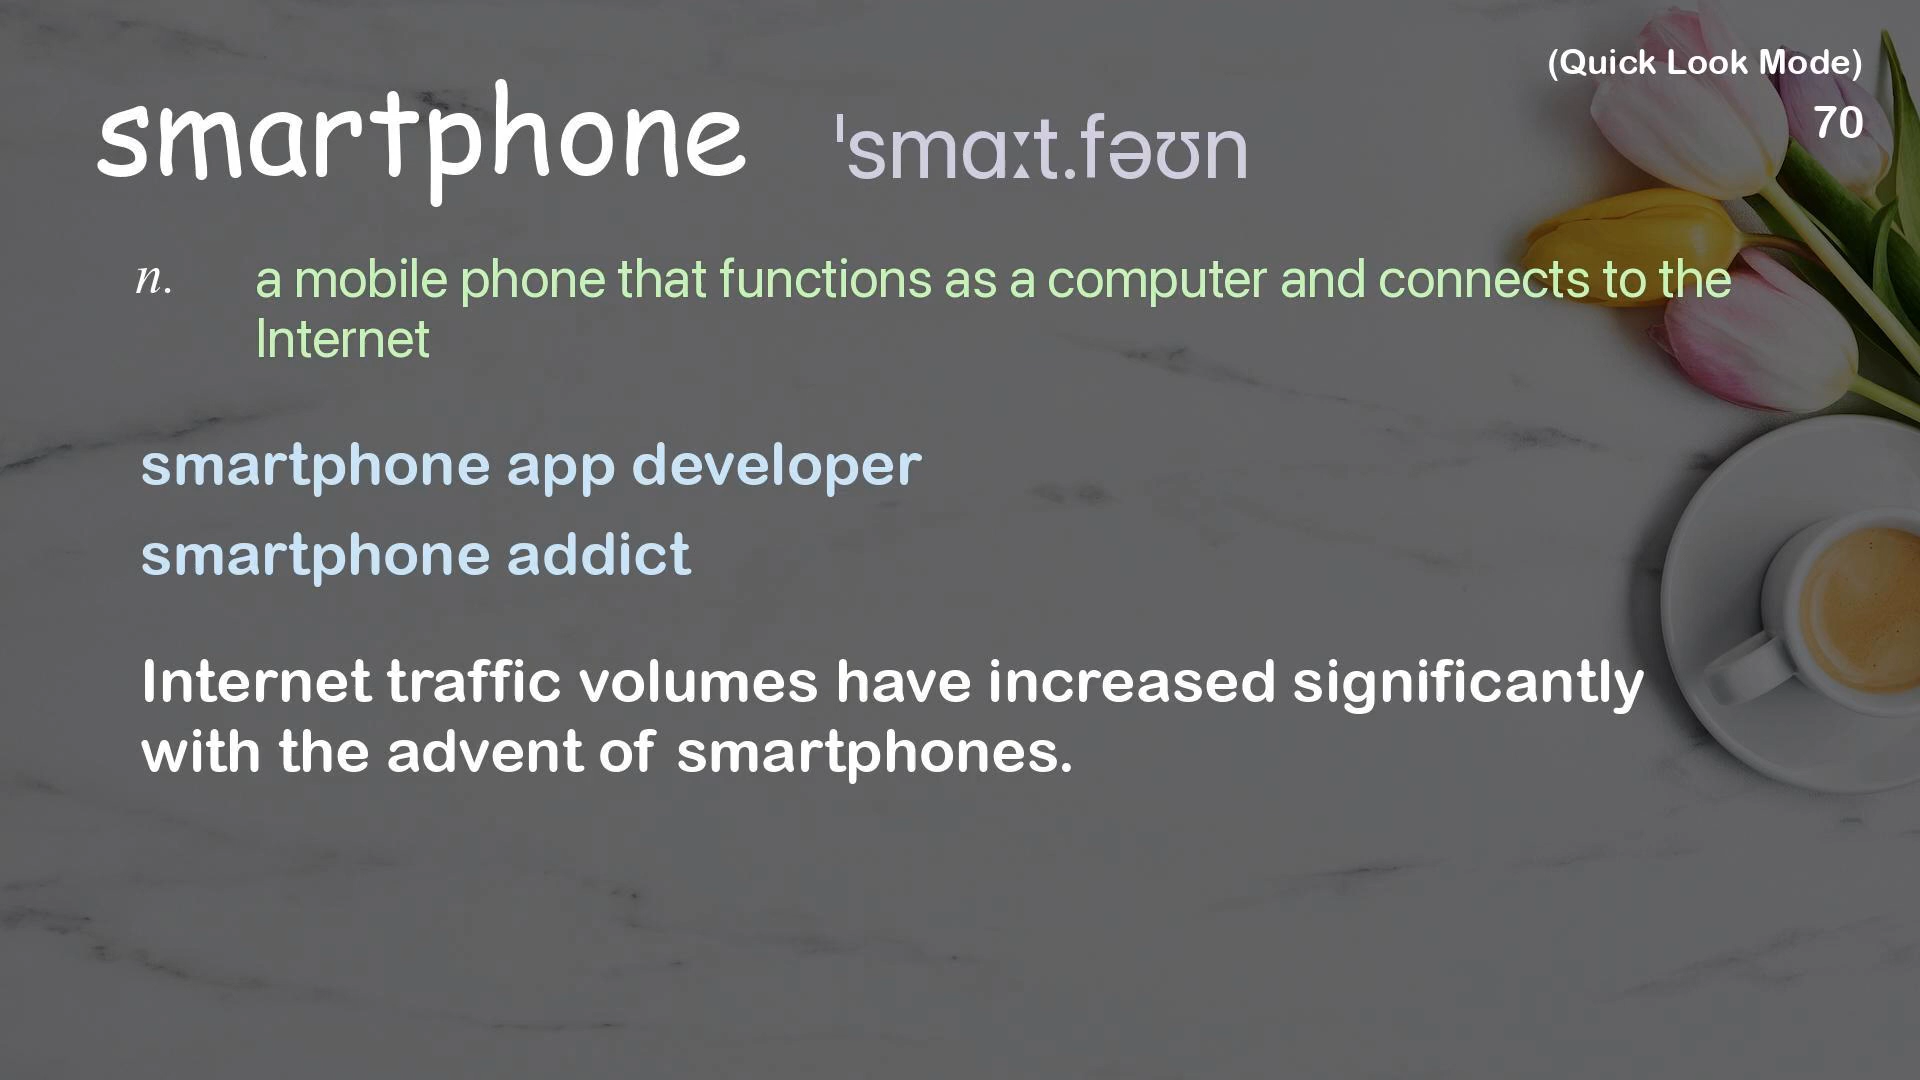 (Quick Look Mode)
70
smartphone ˈsmɑːt.fəʊn
n. a mobile phone that functions as a computer and connects to the
Internet
smartphone app developer
smartphone addict
Internet traffic volumes have increased significantly
with the advent of smartphones.